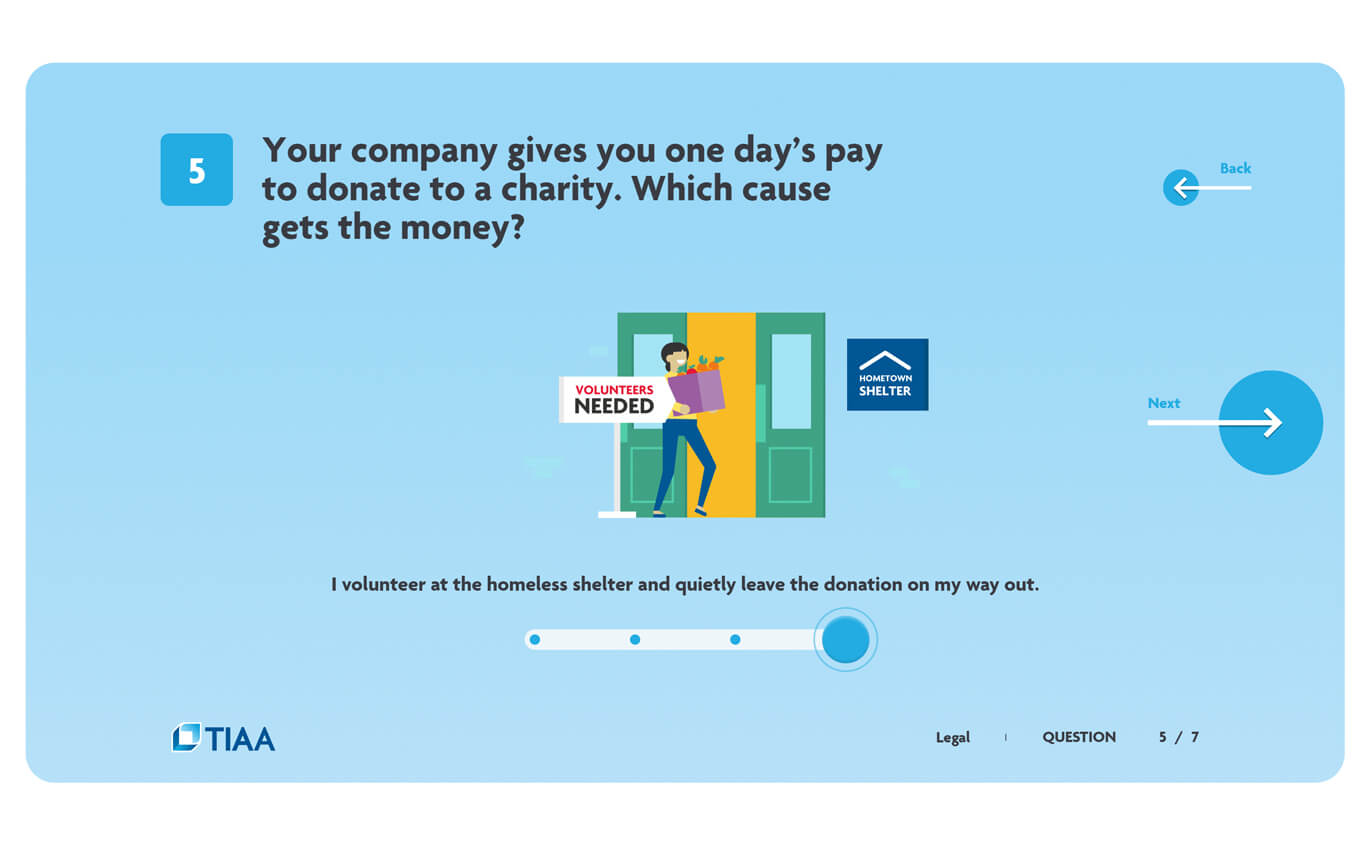 5
Your company gives you one day's pay
to donate to a charity. Which cause
gets the money?
Back
VOLUNTEERS
NEEDED
HOMETOWN
SHELTER
Next
I volunteer at the homeless shelter and quietly leave the donation on my way out.
TIAA
Legal | QUESTION 5 / 7